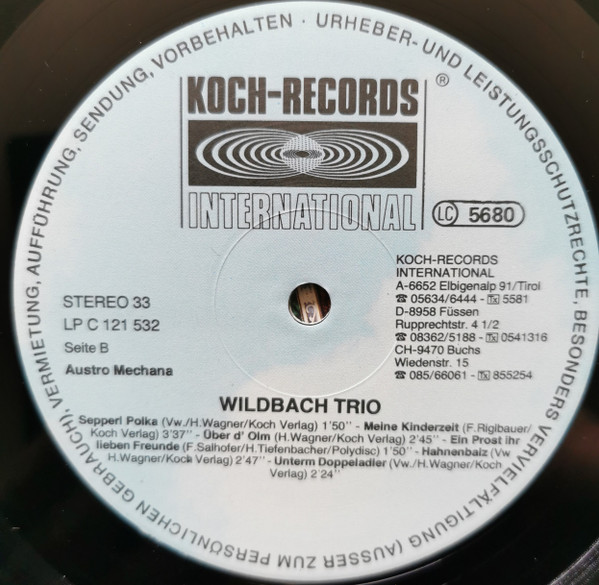 URHEBER- UND LEISTUNGSSCHUTZRECHTE, BESONDERS VERVIELFÄLTIGUNG (AUSSER ZUM PERSÖNLICHEN GEBRAUCH), VERMIETUNG, AUFFÜHRUNG, SENDUNG, VORBEHALTEN ·
KOCH-RECORDS
®
INTERNATIONAL
LC 5680
KOCH-RECORDS
INTERNATIONAL
A-6652 Elbigenalp 91/Tirol
☎ 05634/6444 - Tx 5581
D-8958 Füssen
Rupprechtstr. 4 1/2
☎ 08362/5188 - Tx 0541316
CH-9470 Buchs
Wiedenstr. 15
☎ 085/66061 - Tx 855254
STEREO 33
LP C 121 532
Seite B
Austro Mechana
WILDBACH TRIO
Sepperl Polka (Vw./H.Wagner/Koch Verlag) 1'50'' - Meine Kinderzeit (F.Rigibauer/
Koch Verlag) 3'37'' - Über d' Olm (H.Wagner/Koch Verlag) 2'45'' - Ein Prost ihr
lieben Freunde (F.Salhofer/H.Tiefenbacher/Polydisc) 1'50'' - Hahnenbalz (Vw
H.Wagner/Koch Verlag) 2'47'' - Unterm Doppeladler (Vw./H.Wagner/Koch
Verlag) 2'24''